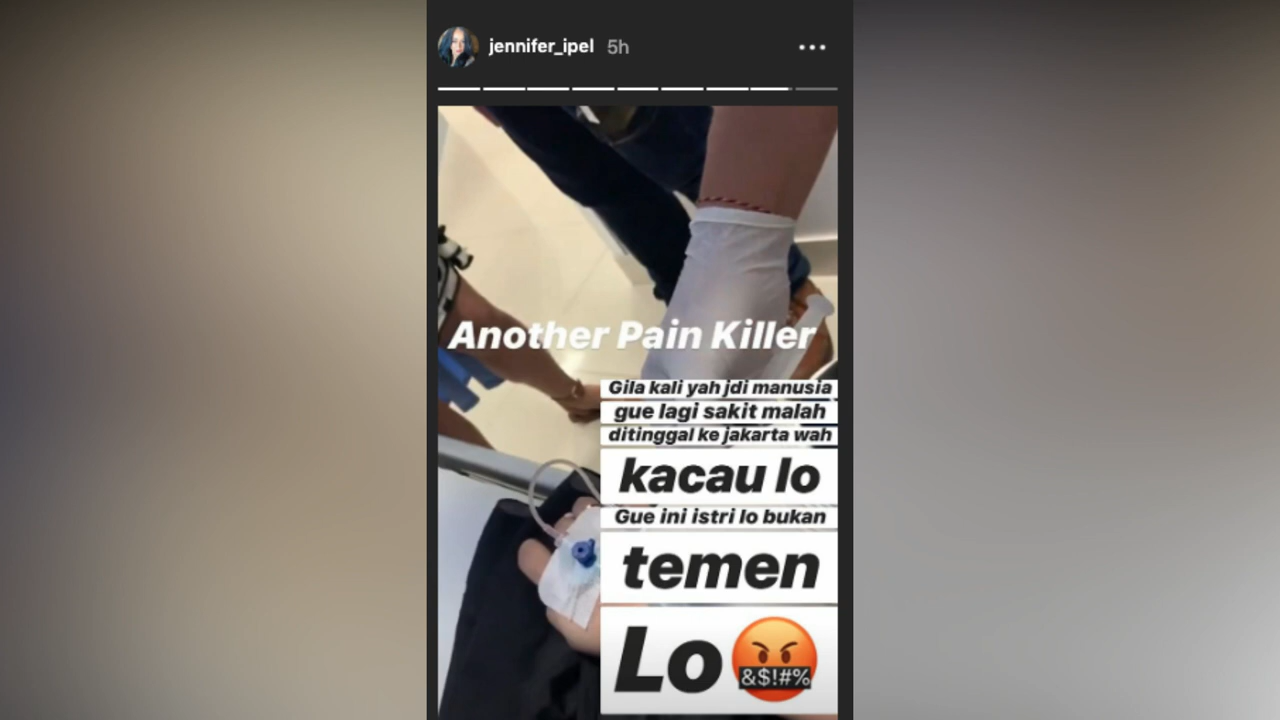 jennifer_ipel 5h
Another Pain Killer
Gila kali yah jdi manusia
gue lagi sakit malah
ditinggal ke jakarta wah
kacau lo
Gue ini istri lo bukan
temen
Lo
&$!#%